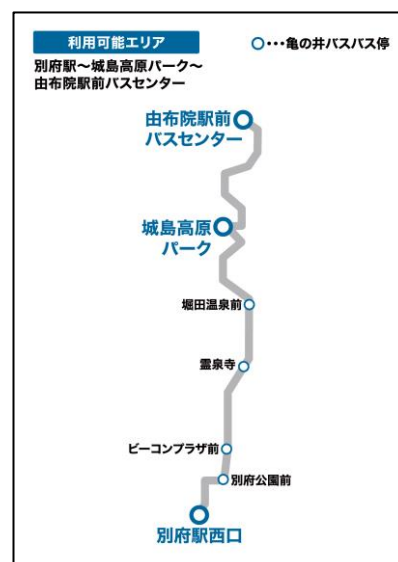 利用可能エリア
○･･･亀の井バスバス停
別府駅～城島高原パーク～
由布院駅前バスセンター
由布院駅前
バスセンター
城島高原
パーク
堀田温泉前
霊泉寺
ビーコンプラザ前
別府公園前
別府駅西口